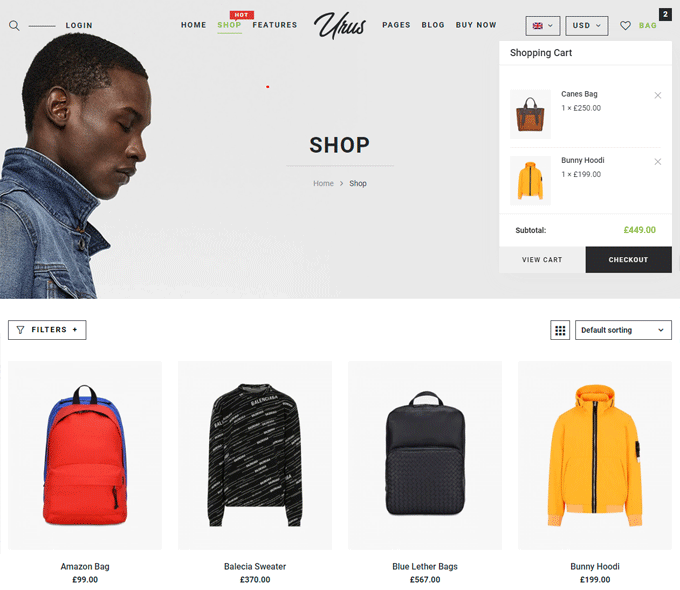 LOGIN
HOME
HOT
SHOP
FEATURES
Urus
PAGES
BLOG
BUY NOW
USD
BAG
2
Shopping Cart
Canes Bag
1 × £250.00
Bunny Hoodi
1 × £199.00
Subtotal: £449.00
VIEW CART
CHECKOUT
SHOP
Home > Shop
FILTERS +
Default sorting
BALENCIAGA
Amazon Bag
£99.00
Balecia Sweater
£370.00
Blue Lether Bags
£567.00
Bunny Hoodi
£199.00